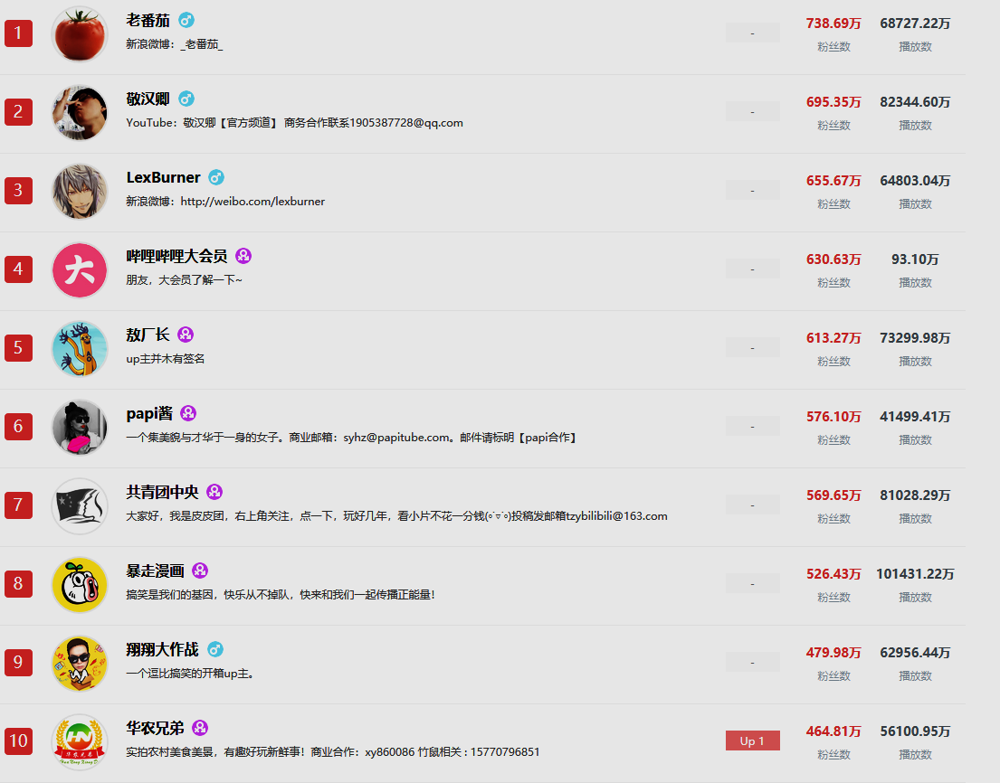 1
老番茄
新浪微博：_老番茄_
-
738.69万
68727.22万
粉丝数
播放数
2
敬汉卿
YouTube：敬汉卿【官方频道】 商务合作联系1905387728@qq.com
-
695.35万
82344.60万
粉丝数
播放数
3
LexBurner
新浪微博：http://weibo.com/lexburner
-
655.67万
64803.04万
粉丝数
播放数
4
大
哔哩哔哩大会员
朋友，大会员了解一下~
-
630.63万
93.10万
粉丝数
播放数
5
敖厂长
up主并木有签名
-
613.27万
73299.98万
粉丝数
播放数
6
papi酱
一个集美貌与才华于一身的女子。商业邮箱：syhz@papitube.com。邮件请标明【papi合作】
-
576.10万
41499.41万
粉丝数
播放数
7
共青团中央
大家好，我是皮皮团，右上角关注，点一下，玩好几年，看小片不花一分钱(∘˙▽˙∘)投稿发邮箱tzybilibili@163.com
-
569.65万
81028.29万
粉丝数
播放数
8
暴走漫画
搞笑是我们的基因，快乐从不掉队，快来和我们一起传播正能量！
-
526.43万
101431.22万
粉丝数
播放数
9
翔翔大作战
一个逗比搞笑的开箱up主。
-
479.98万
62956.44万
粉丝数
播放数
10
HN
华农兄弟
华农兄弟
实拍农村美食美景，有趣好玩新鲜事！商业合作：xy860086 竹鼠相关 : 15770796851
Up 1
464.81万
56100.95万
粉丝数
播放数